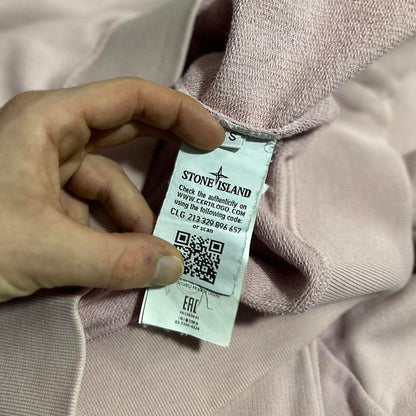 S
STONE ISLAND
Check the authenticity on
WWW.CERTILOGO.COM
using the following code:
CLG 213 329 896 657
or scan
EAC